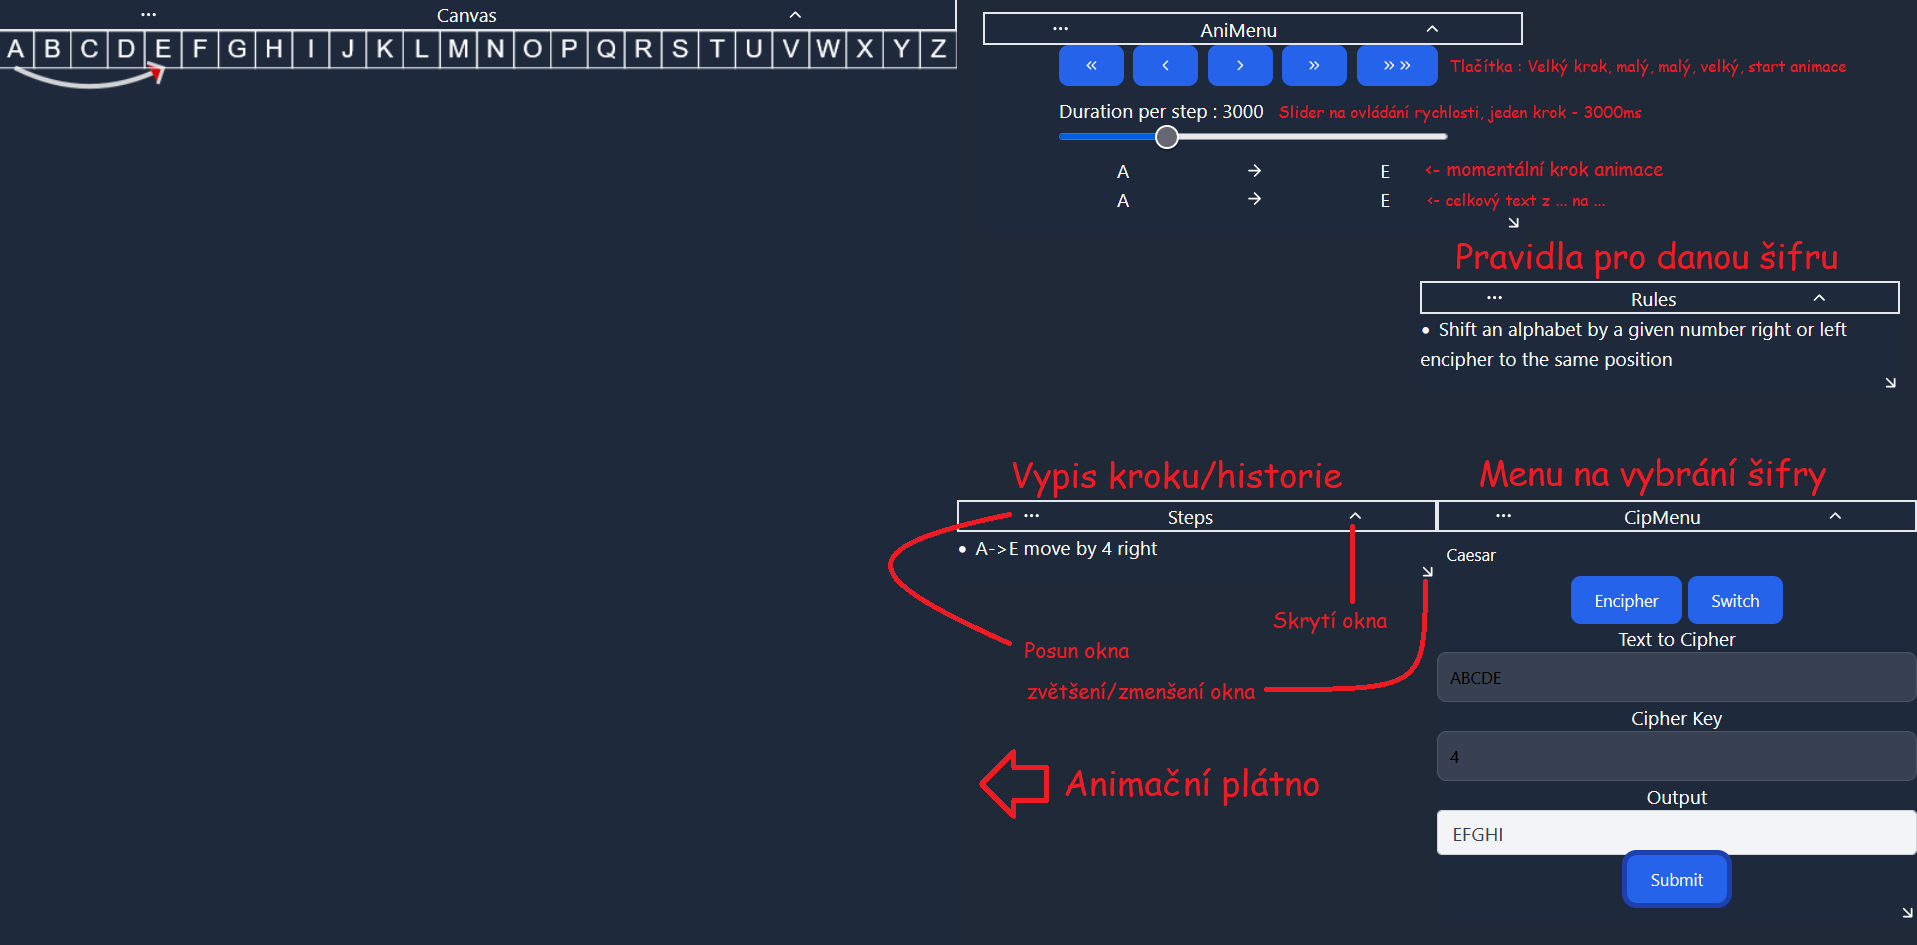 ··· Canvas ^
A B C D E F G H I J K L M N O P Q R S T U V W X Y Z
··· AniMenu ^
« ‹ › » » » Tlačítka : Velký krok, malý, malý, velký, start animace
Duration per step : 3000 Slider na ovládání rychlosti, jeden krok - 3000ms
A → E <- momentální krok animace
A → E <- celkový text z ... na ...
Pravidla pro danou šifru
··· Rules ^
• Shift an alphabet by a given number right or left
encipher to the same position
Vypis kroku/historie
··· Steps ^
• A->E move by 4 right
Skrytí okna
Posun okna
zvětšení/zmenšení okna
Animační plátno
Menu na vybrání šifry
··· CipMenu ^
Caesar
Encipher Switch
Text to Cipher
ABCDE
Cipher Key
4
Output
EFGHI
Submit